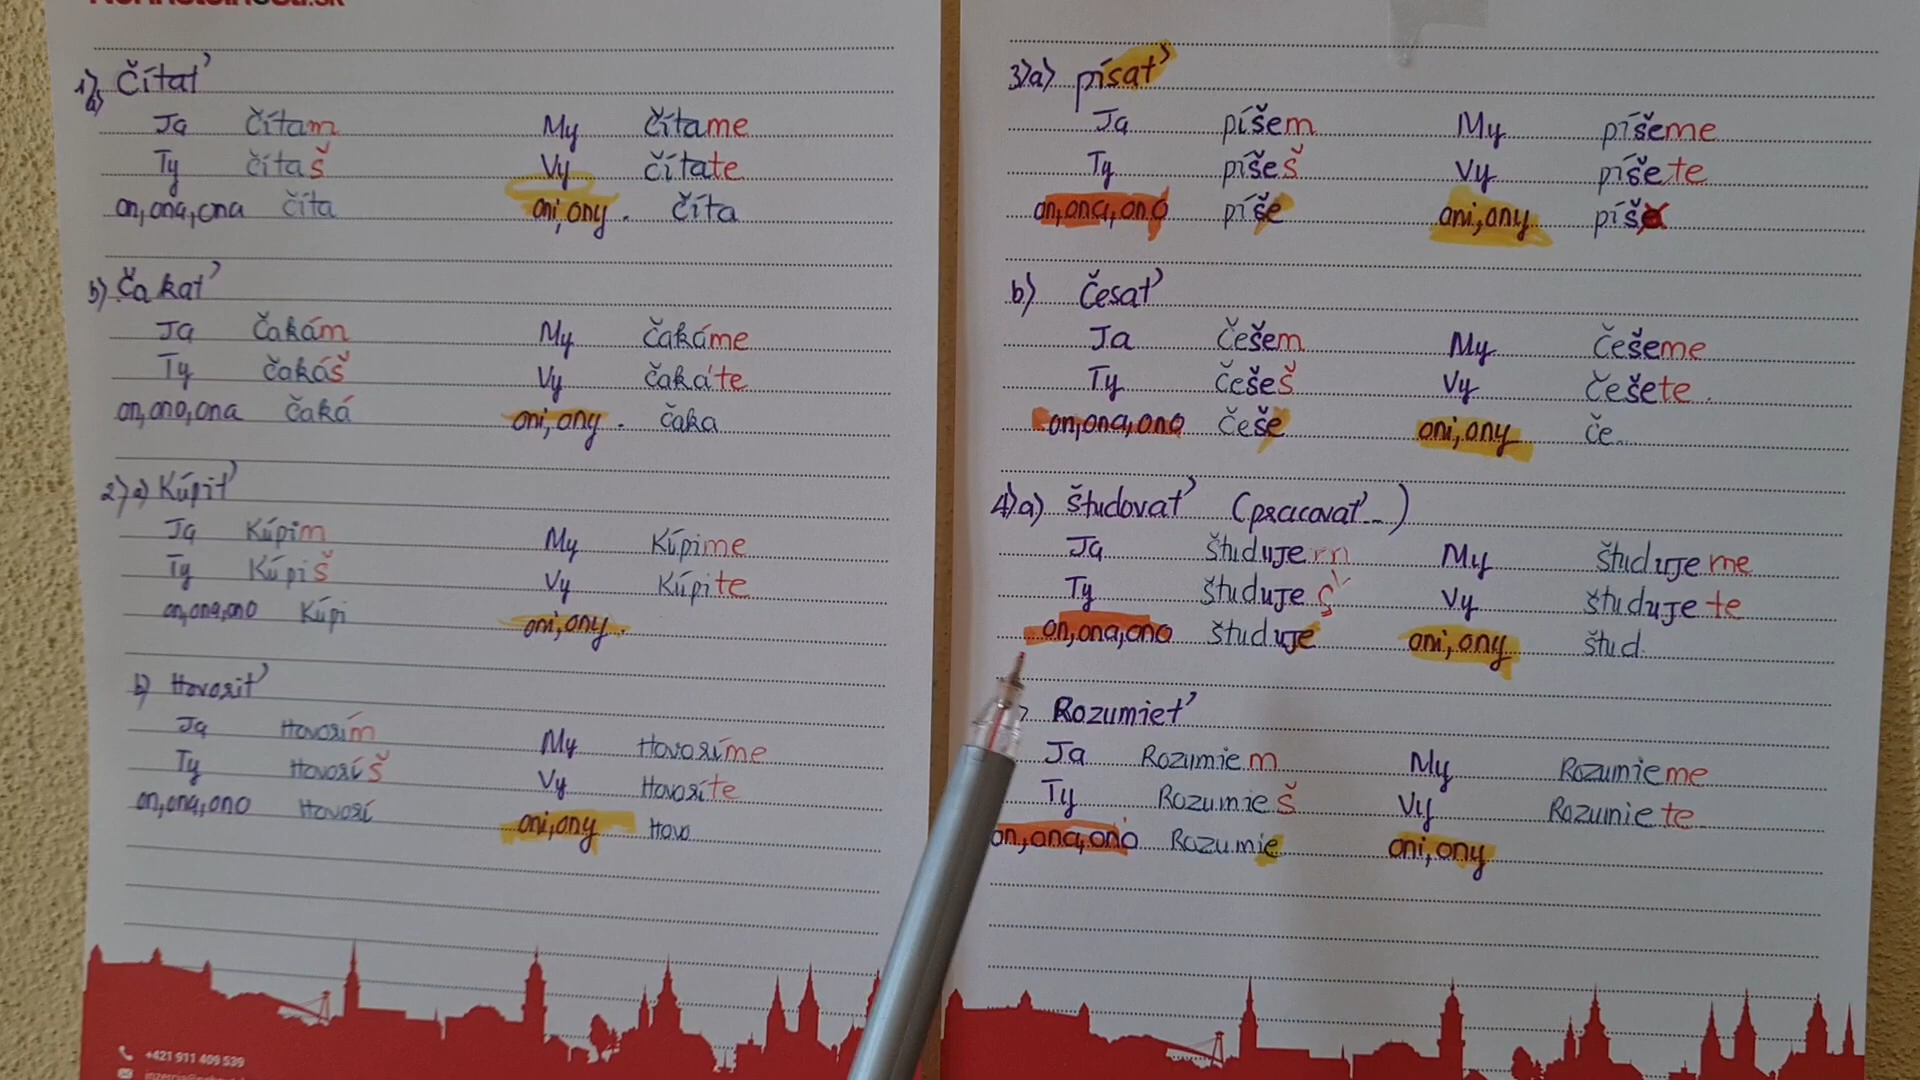 1) a) Čítať
Ja čítam My čítame
Ty čítaš Vy čítate
on, ona, ona číta oni, ony . číta
b) Čakať
Ja čakám My čakáme
Ty čakáš Vy čakáte
on, ono, ona čaká oni, ony . čaka
2) a) Kúpiť
Ja Kúpim My Kúpime
Ty Kúpiš Vy Kúpite
on, ona, ono Kúpi oni, ony .
b) Hovoriť
Ja Hovorím My Hovoríme
Ty Hovoríš Vy Hovoríte
on, ona, ono Hovorí oni, ony Hovo
+421 911 409 539
3) a) písať
Ja píšem My píšeme
Ty píšeš Vy píšete
on, ona, ono píše oni, ony píš
b) Česať
Ja Češem My Češeme
Ty češeš Vy Češete .
on, ona, ono češe oni, ony če
4) a) študovať (pracovať...)
Ja študujem My študujeme
Ty študuješ Vy študujete
on, ona, ono študuje oni, ony štud
Rozumieť
Ja Rozumiem My Rozumieme
Ty Rozumieš Vy Rozumiete
on, ona, ono Rozumie oni, ony